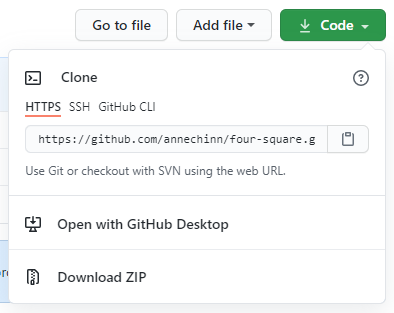 Go to file Add file Code
Clone
HTTPS SSH GitHub CLI
https://github.com/annechinn/four-square.g
Use Git or checkout with SVN using the web URL.
Open with GitHub Desktop
Download ZIP